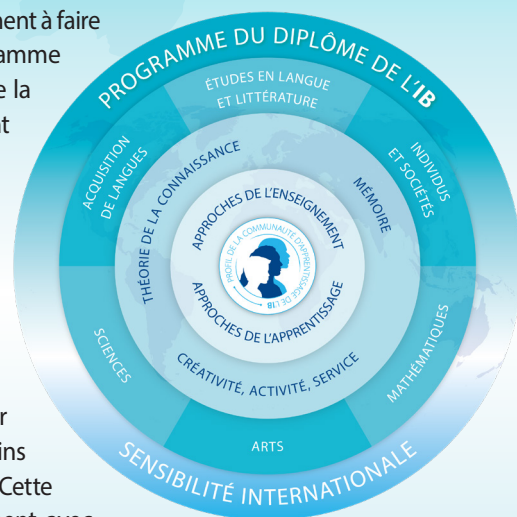 ment à faire
amme
e la
nt
r
ins
Cette
ment avec
PROGRAMME DU DIPLÔME DE L'IB
ÉTUDES EN LANGUE
ET LITTÉRATURE
ACQUISITION
DE LANGUES
INDIVIDUS
ET SOCIÉTÉS
THÉORIE DE LA CONNAISSANCE
MÉMOIRE
APPROCHES DE L'ENSEIGNEMENT
PROFIL DE LA COMMUNAUTÉ D'APPRENTISSAGE DE L'IB
APPROCHES DE L'APPRENTISSAGE
CRÉATIVITÉ, ACTIVITÉ, SERVICE
SCIENCES
MATHÉMATIQUES
ARTS
SENSIBILITÉ INTERNATIONALE